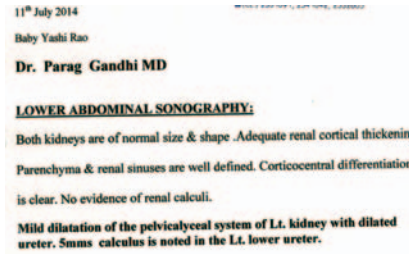 11th July 2014
Baby Yashi Rao
Dr. Parag Gandhi MD
LOWER ABDOMINAL SONOGRAPHY:
Both kidneys are of normal size & shape .Adequate renal cortical thickenin
Parenchyma & renal sinuses are well defined. Corticocentral differentiation
is clear. No evidence of renal calculi.
Mild dilatation of the pelvicalyceal system of Lt. kidney with dilated
ureter. 5mms calculus is noted in the Lt. lower ureter.